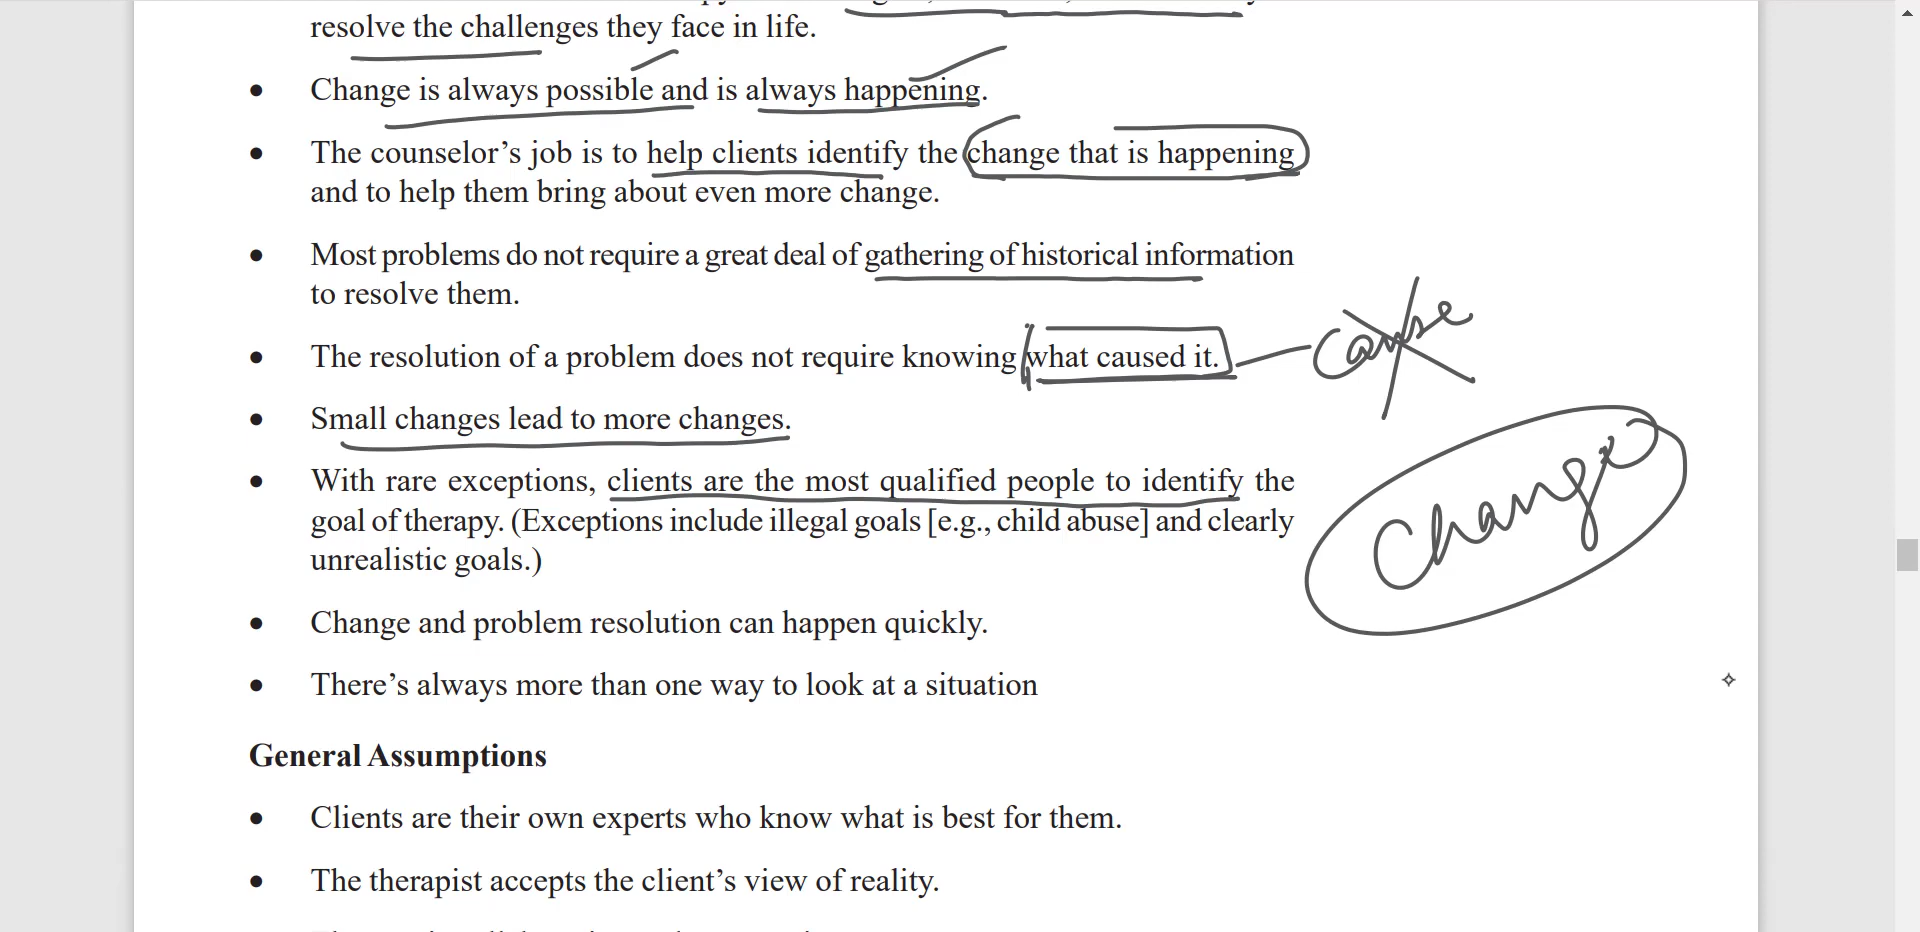 resolve the challenges they face in life.
• Change is always possible and is always happening.
• The counselor’s job is to help clients identify the change that is happening
and to help them bring about even more change.
• Most problems do not require a great deal of gathering of historical information
to resolve them.
• The resolution of a problem does not require knowing what caused it.
Cause
• Small changes lead to more changes.
• With rare exceptions, clients are the most qualified people to identify the
goal of therapy. (Exceptions include illegal goals [e.g., child abuse] and clearly
unrealistic goals.)
Change
• Change and problem resolution can happen quickly.
• There’s always more than one way to look at a situation
General Assumptions
• Clients are their own experts who know what is best for them.
• The therapist accepts the client’s view of reality.